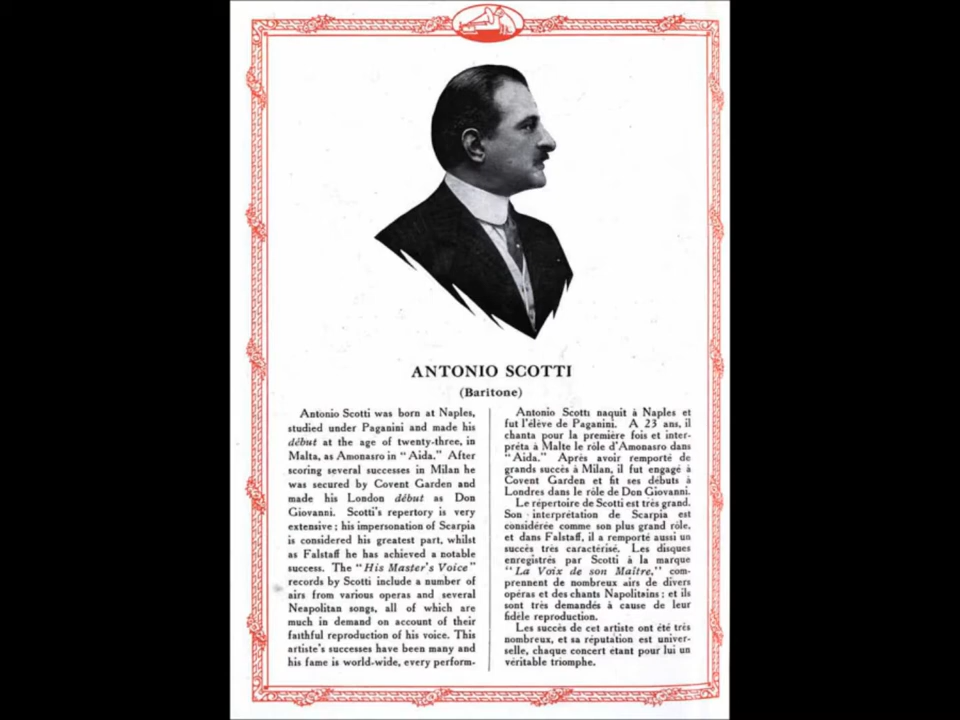 ANTONIO SCOTTI
(Baritone)
Antonio Scotti was born at Naples,
studied under Paganini and made his
début at the age of twenty-three, in
Malta, as Amonasro in “ Aida.” After
scoring several successes in Milan he
was secured by Covent Garden and
made his London début as Don
Giovanni. Scotti's repertory is very
extensive ; his impersonation of Scarpia
is considered his greatest part, whilst
as Falstaff he has achieved a notable
success. The “ His Master's Voice ”
records by Scotti include a number of
airs from various operas and several
Neapolitan songs, all of which are
much in demand on account of their
faithful reproduction of his voice. This
artiste's successes have been many and
his fame is world-wide, every perform-
Antonio Scotti naquit à Naples et
fut l'élève de Paganini. A 23 ans, il
chanta pour la première fois et inter-
préta à Malte le rôle d'Amonasro dans
“ Aida.” Après avoir remporté de
grands succès à Milan, il fut engagé à
Covent Garden et fit ses débuts à
Londres dans le rôle de Don Giovanni.
Le répertoire de Scotti est très grand.
Son interprétation de Scarpia est
considérée comme son plus grand rôle,
et dans Falstaff, il a remporté aussi un
succès très caractérisé. Les disques
enregistrés par Scotti à la marque
“ La Voix de son Maître,” com-
prennent de nombreux airs de divers
opéras et des chants Napolitains ; et ils
sont très demandés à cause de leur
fidèle reproduction.
Les succès de cet artiste ont été très
nombreux, et sa réputation est univer-
selle, chaque concert étant pour lui un
véritable triomphe.